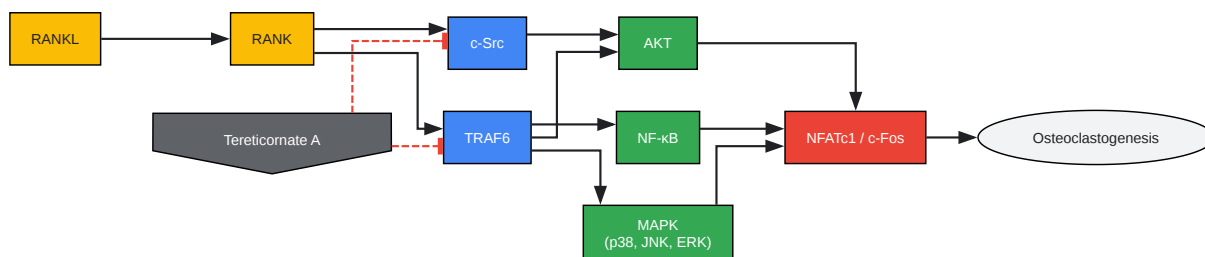 RANKL
RANK
c-Src
AKT
Tereticornate A
TRAF6
NF-κB
NFATc1 / c-Fos
Osteoclastogenesis
MAPK
(p38, JNK, ERK)